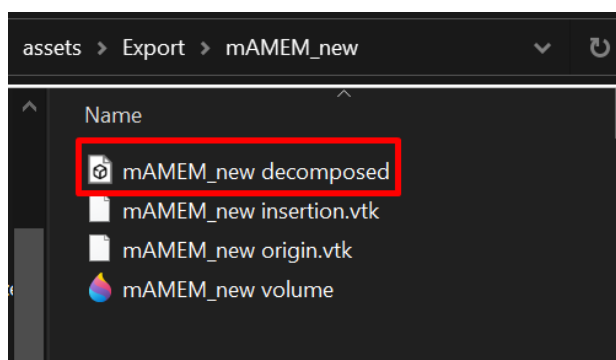 assets > Export > mAMEM_new
Name
mAMEM_new decomposed
mAMEM_new insertion.vtk
mAMEM_new origin.vtk
mAMEM_new volume